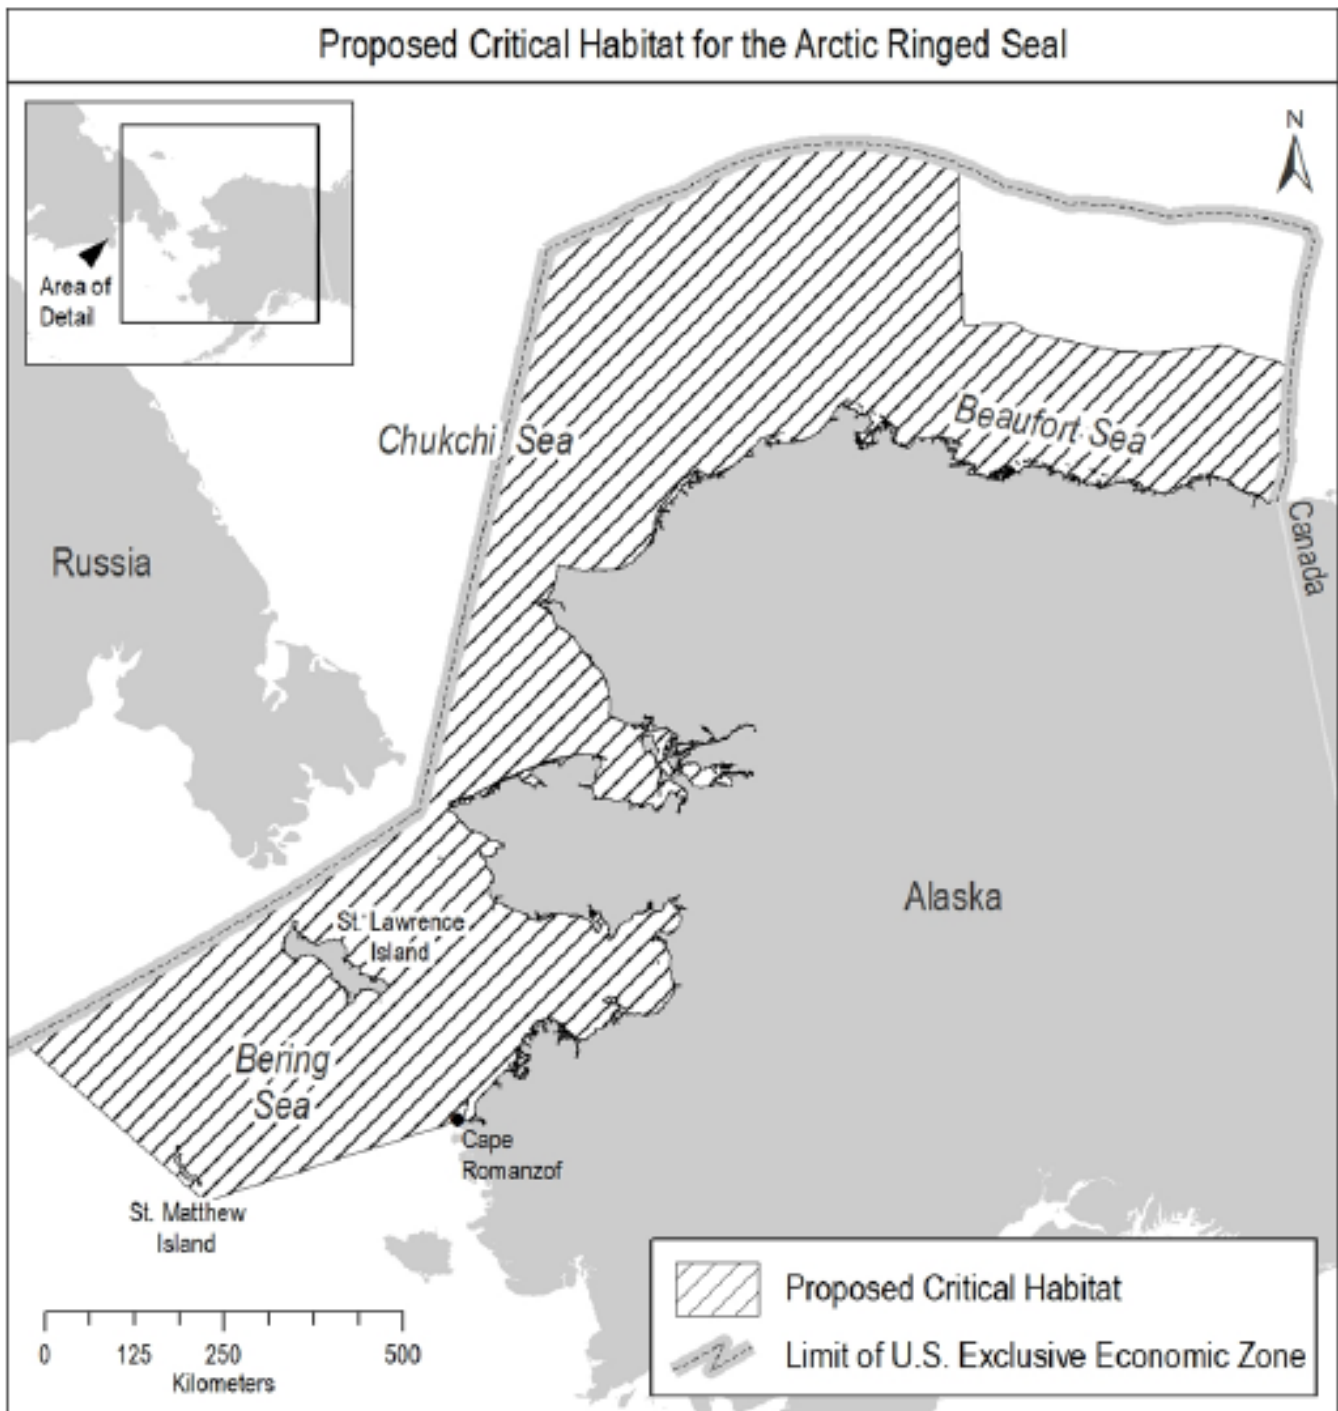 Proposed Critical Habitat for the Arctic Ringed Seal
N
Area of
Detail
Chukchi Sea
Beaufort Sea
Russia
Canada
Alaska
St. Lawrence
Island
Bering
Sea
Cape
Romanzof
St. Matthew
Island
Proposed Critical Habitat
Limit of U.S. Exclusive Economic Zone
0 125 250 500
Kilometers